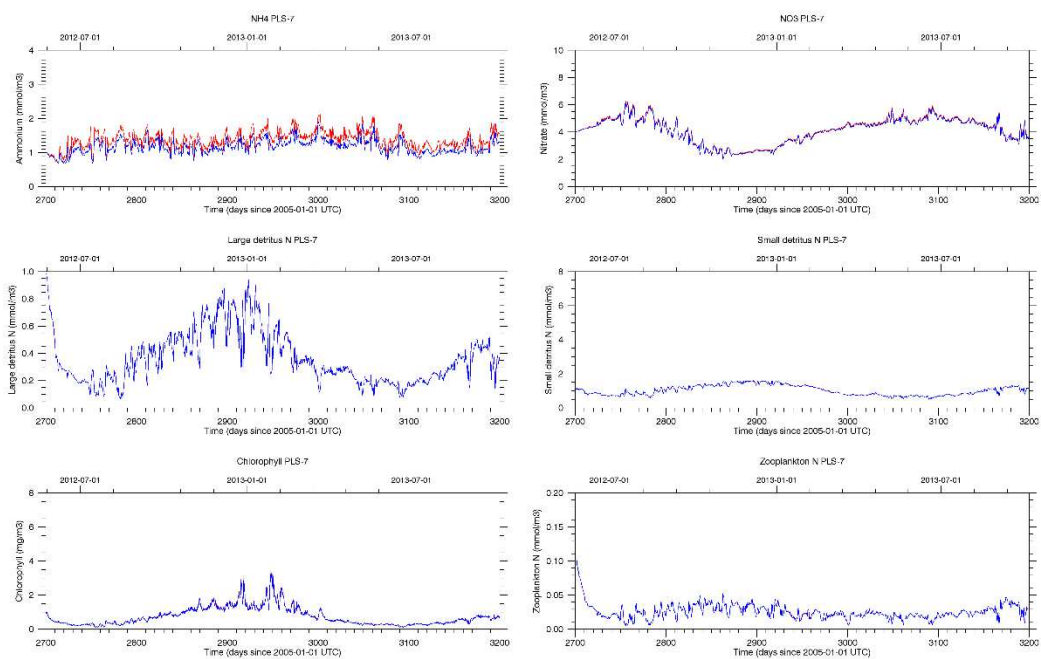 NH4 PLS-7
2012-07-01 2013-01-01 2013-07-01
Ammonium (mmol/m3)
4
3
2
1
0
2700 2800 2900 3000 3100 3200
Time (days since 2005-01-01 UTC)
NO3 PLS-7
2012-07-01 2013-01-01 2013-07-01
Nitrate (mmol/m3)
10
8
6
4
2
0
2700 2800 2900 3000 3100 3200
Time (days since 2005-01-01 UTC)
Large detritus N PLS-7
2012-07-01 2013-01-01 2013-07-01
Large detritus N (mmol/m3)
1.0
0.8
0.6
0.4
0.2
0.0
2700 2800 2900 3000 3100 3200
Time (days since 2005-01-01 UTC)
Small detritus N PLS-7
2012-07-01 2013-01-01 2013-07-01
Small detritus N (mmol/m3)
8
6
4
2
0
2700 2800 2900 3000 3100 3200
Time (days since 2005-01-01 UTC)
Chlorophyll PLS-7
2012-07-01 2013-01-01 2013-07-01
Chlorophyll (mg/m3)
8
6
4
2
0
2700 2800 2900 3000 3100 3200
Time (days since 2005-01-01 UTC)
Zooplankton N PLS-7
2012-07-01 2013-01-01 2013-07-01
Zooplankton N (mmol/m3)
0.20
0.15
0.10
0.05
0.00
2700 2800 2900 3000 3100 3200
Time (days since 2005-01-01 UTC)